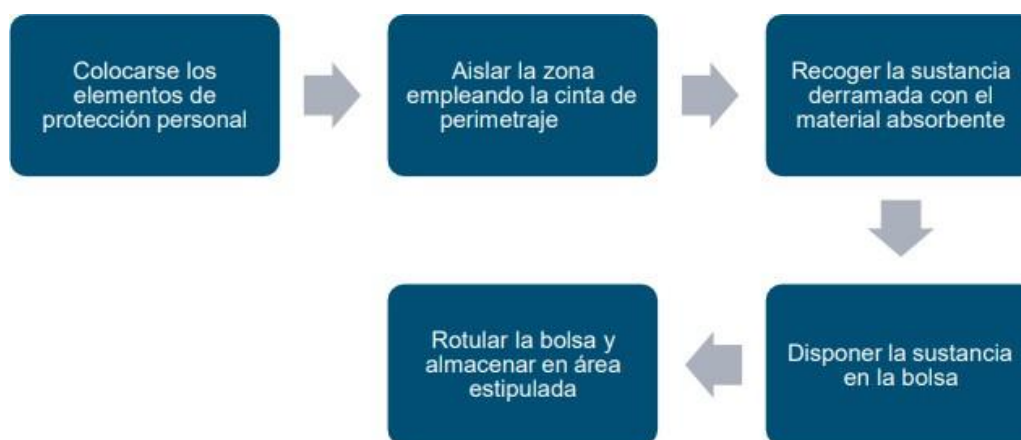 Colocarse los
elementos de
protección personal
Aislar la zona
empleando la cinta de
perimetraje
Recoger la sustancia
derramada con el
material absorbente
Disponer la sustancia
en la bolsa
Rotular la bolsa y
almacenar en área
estipulada